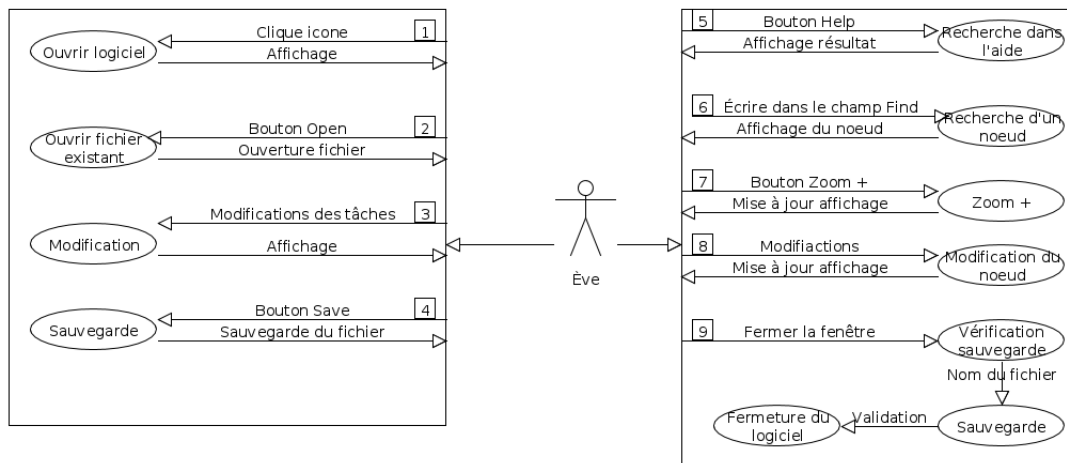 Clique icone
1
Ouvrir logiciel
Affichage
Bouton Open
2
Ouvrir fichier
existant
Ouverture fichier
Modifications des tâches
3
Modification
Affichage
Bouton Save
4
Sauvegarde
Sauvegarde du fichier
Ève
5
Bouton Help
Recherche dans
l'aide
Affichage résultat
6
Écrire dans le champ Find
Recherche d'un
noeud
Affichage du noeud
7
Bouton Zoom +
Zoom +
Mise à jour affichage
8
Modifiactions
Modification du
noeud
Mise à jour affichage
9
Fermer la fenêtre
Vérification
sauvegarde
Nom du fichier
Sauvegarde
Validation
Fermeture du
logiciel